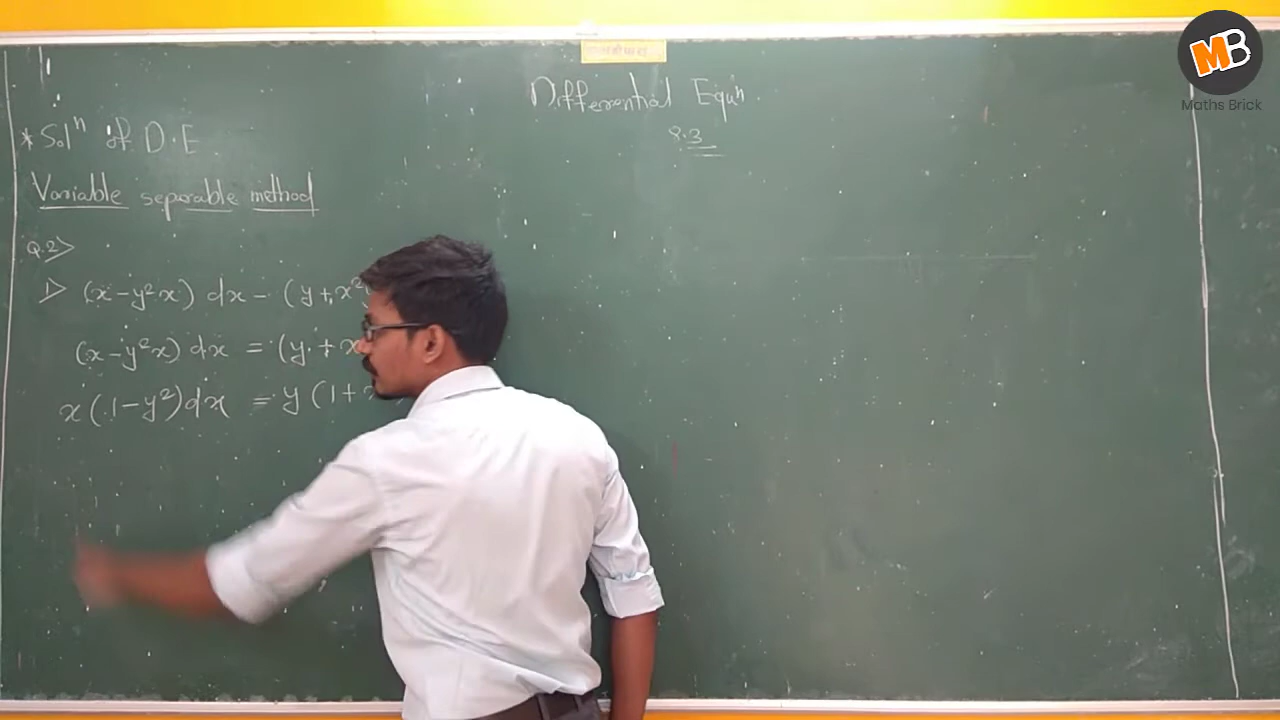 MB
Maths Brick
Differential Equⁿ.
Q.3
* Solⁿ of D.E
Variable separable method
Q.2>
1> (x-y²x) dx - (y+x²
(x-y²x) dx = (y+x
x(1-y²)dx = y(1+